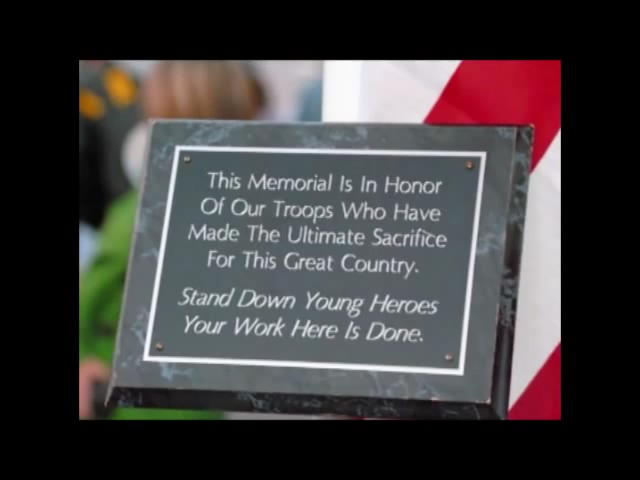 This Memorial Is In Honor
Of Our Troops Who Have
Made The Ultimate Sacrifice
For This Great Country.
Stand Down Young Heroes
Your Work Here Is Done.